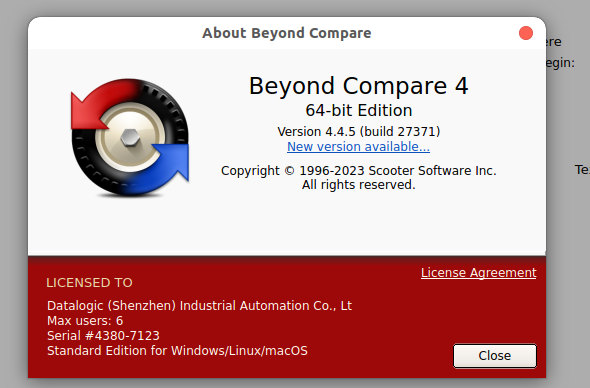 About Beyond Compare
ere
egin:
Beyond Compare 4
64-bit Edition
Version 4.4.5 (build 27371)
New version available...
Copyright © 1996-2023 Scooter Software Inc.
All rights reserved.
Te
License Agreement
LICENSED TO
Datalogic (Shenzhen) Industrial Automation Co., Lt
Max users: 6
Serial #4380-7123
Standard Edition for Windows/Linux/macOS
Close